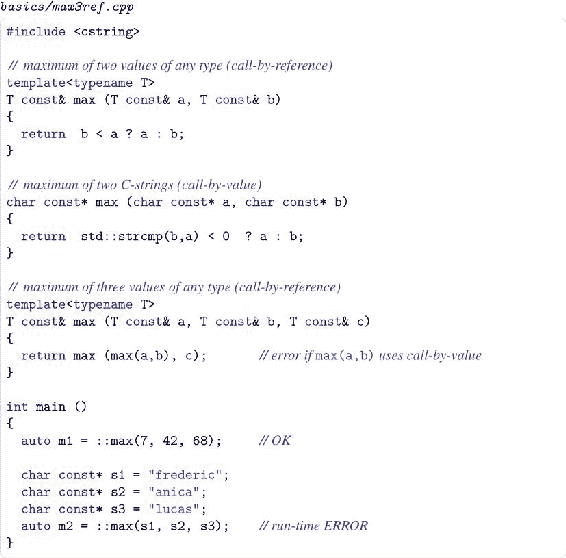 basics/max3ref.cpp
#include <cstring>
// maximum of two values of any type (call-by-reference)
template<typename T>
T const& max (T const& a, T const& b)
{
return b < a ? a : b;
}
// maximum of two C-strings (call-by-value)
char const* max (char const* a, char const* b)
{
return std::strcmp(b,a) < 0 ? a : b;
}
// maximum of three values of any type (call-by-reference)
template<typename T>
T const& max (T const& a, T const& b, T const& c)
{
return max (max(a,b), c); // error if max(a,b) uses call-by-value
}
int main ()
{
auto m1 = ::max(7, 42, 68); // OK
char const* s1 = "frederic";
char const* s2 = "anica";
char const* s3 = "lucas";
auto m2 = ::max(s1, s2, s3); // run-time ERROR
}